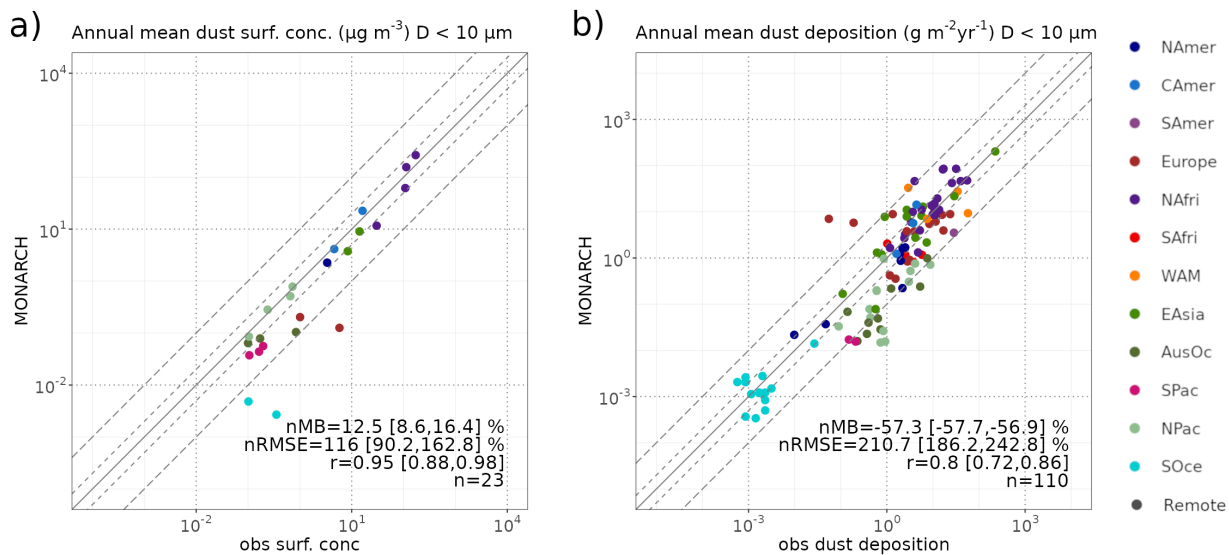 a)
Annual mean dust surf. conc. (µg m⁻³) D < 10 µm
MONARCH
10⁴
10¹
10⁻²
nMB=12.5 [8.6,16.4] %
nRMSE=116 [90.2,162.8] %
r=0.95 [0.88,0.98]
n=23
10⁻² 10¹ 10⁴
obs surf. conc
b)
Annual mean dust deposition (g m⁻²yr⁻¹) D < 10 µm
MONARCH
10³
10⁰
10⁻³
nMB=-57.3 [-57.7,-56.9] %
nRMSE=210.7 [186.2,242.8] %
r=0.8 [0.72,0.86]
n=110
10⁻³ 10⁰ 10³
obs dust deposition
NAmer
CAmer
SAmer
Europe
NAfri
SAfri
WAM
EAsia
AusOc
SPac
NPac
SOce
Remote